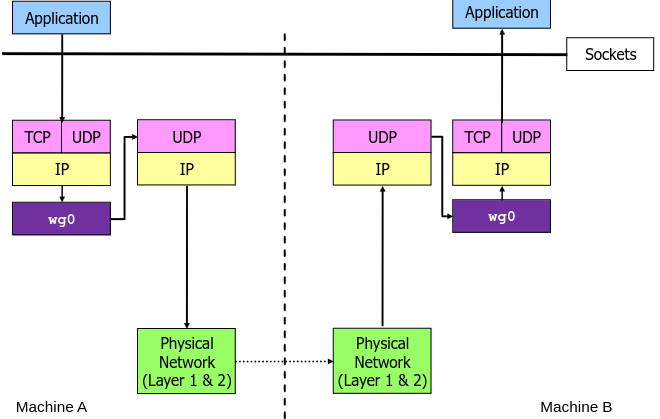 Application
Application
Sockets
TCP UDP
UDP
UDP
TCP UDP
IP
IP
IP
IP
wg0
wg0
Physical
Network
(Layer 1 & 2)
Physical
Network
(Layer 1 & 2)
Machine A
Machine B